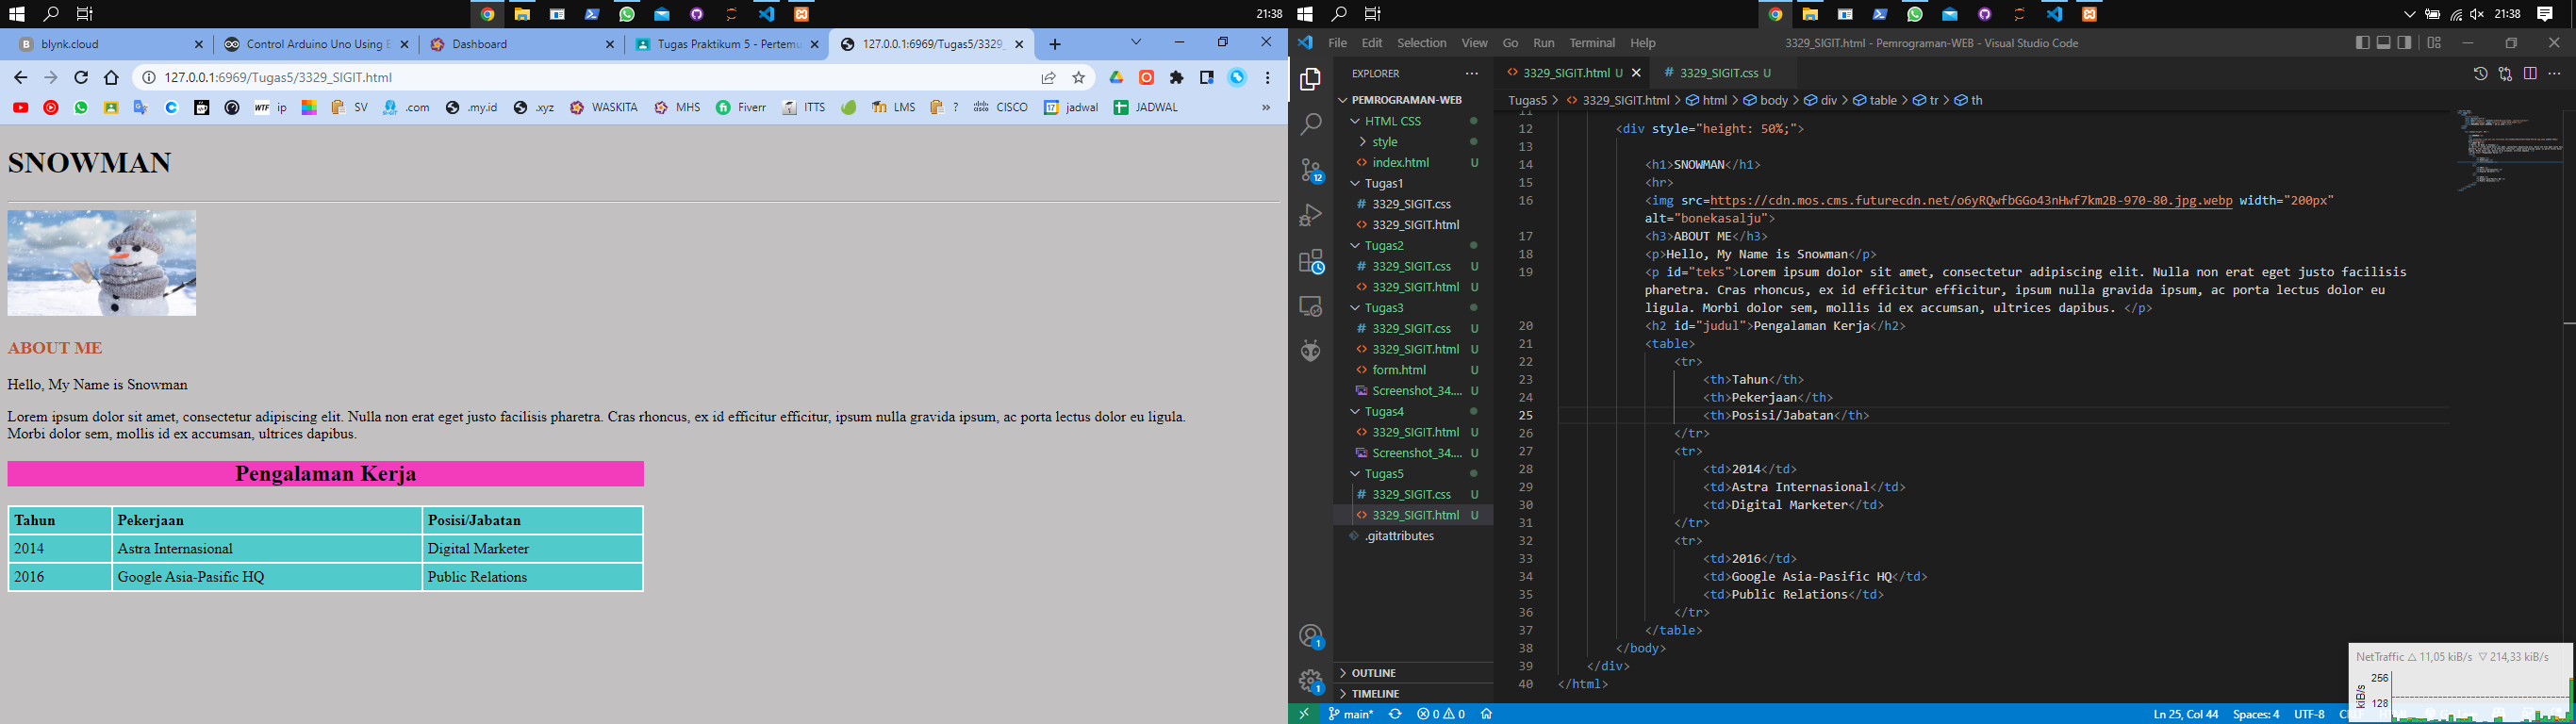 21:38
21:38
blynk.cloud
Control Arduino Uno Using B
Dashboard
Tugas Praktikum 5 - Pertemu
127.0.0.1:6969/Tugas5/3329_
127.0.0.1:6969/Tugas5/3329_SIGIT.html
WTF ip SV .com .my.id .xyz WASKITA MHS Fiverr ITTS LMS ? CISCO jadwal JADWAL »
SNOWMAN
ABOUT ME
Hello, My Name is Snowman
Lorem ipsum dolor sit amet, consectetur adipiscing elit. Nulla non erat eget justo facilisis pharetra. Cras rhoncus, ex id efficitur efficitur, ipsum nulla gravida ipsum, ac porta lectus dolor eu ligula.
Morbi dolor sem, mollis id ex accumsan, ultrices dapibus.
Pengalaman Kerja
Tahun Pekerjaan Posisi/Jabatan
2014 Astra Internasional Digital Marketer
2016 Google Asia-Pasific HQ Public Relations
File Edit Selection View Go Run Terminal Help
3329_SIGIT.html - Pemrograman-WEB - Visual Studio Code
EXPLORER ...
PEMROGRAMAN-WEB
HTML CSS
style
index.html U
Tugas1
3329_SIGIT.css
3329_SIGIT.html
Tugas2
3329_SIGIT.css U
3329_SIGIT.html U
Tugas3
3329_SIGIT.css U
3329_SIGIT.html U
form.html U
Screenshot_34.... U
Tugas4
3329_SIGIT.html U
Screenshot_34.... U
Tugas5
3329_SIGIT.css U
3329_SIGIT.html U
.gitattributes
OUTLINE
TIMELINE
12
1
1
3329_SIGIT.html U
3329_SIGIT.css U
Tugas5 > 3329_SIGIT.html > html > body > div > table > tr > th
11
12 <div style="height: 50%;">
13
14 <h1>SNOWMAN</h1>
15 <hr>
16 <img src=https://cdn.mos.cms.futurecdn.net/o6yRQwfbGGo43nHwf7km2B-970-80.jpg.webp width="200px"
alt="bonekasalju">
17 <h3>ABOUT ME</h3>
18 <p>Hello, My Name is Snowman</p>
19 <p id="teks">Lorem ipsum dolor sit amet, consectetur adipiscing elit. Nulla non erat eget justo facilisis
pharetra. Cras rhoncus, ex id efficitur efficitur, ipsum nulla gravida ipsum, ac porta lectus dolor eu
ligula. Morbi dolor sem, mollis id ex accumsan, ultrices dapibus. </p>
20 <h2 id="judul">Pengalaman Kerja</h2>
21 <table>
22 <tr>
23 <th>Tahun</th>
24 <th>Pekerjaan</th>
25 <th>Posisi/Jabatan</th>
26 </tr>
27 <tr>
28 <td>2014</td>
29 <td>Astra Internasional</td>
30 <td>Digital Marketer</td>
31 </tr>
32 <tr>
33 <td>2016</td>
34 <td>Google Asia-Pasific HQ</td>
35 <td>Public Relations</td>
36 </tr>
37 </table>
38 </body>
39 </div>
40 </html>
NetTraffic △ 11,05 kiB/s ▽ 214,33 kiB/s
256
128
kiB/s
main* 0 0
Ln 25, Col 44 Spaces: 4 UTF-8